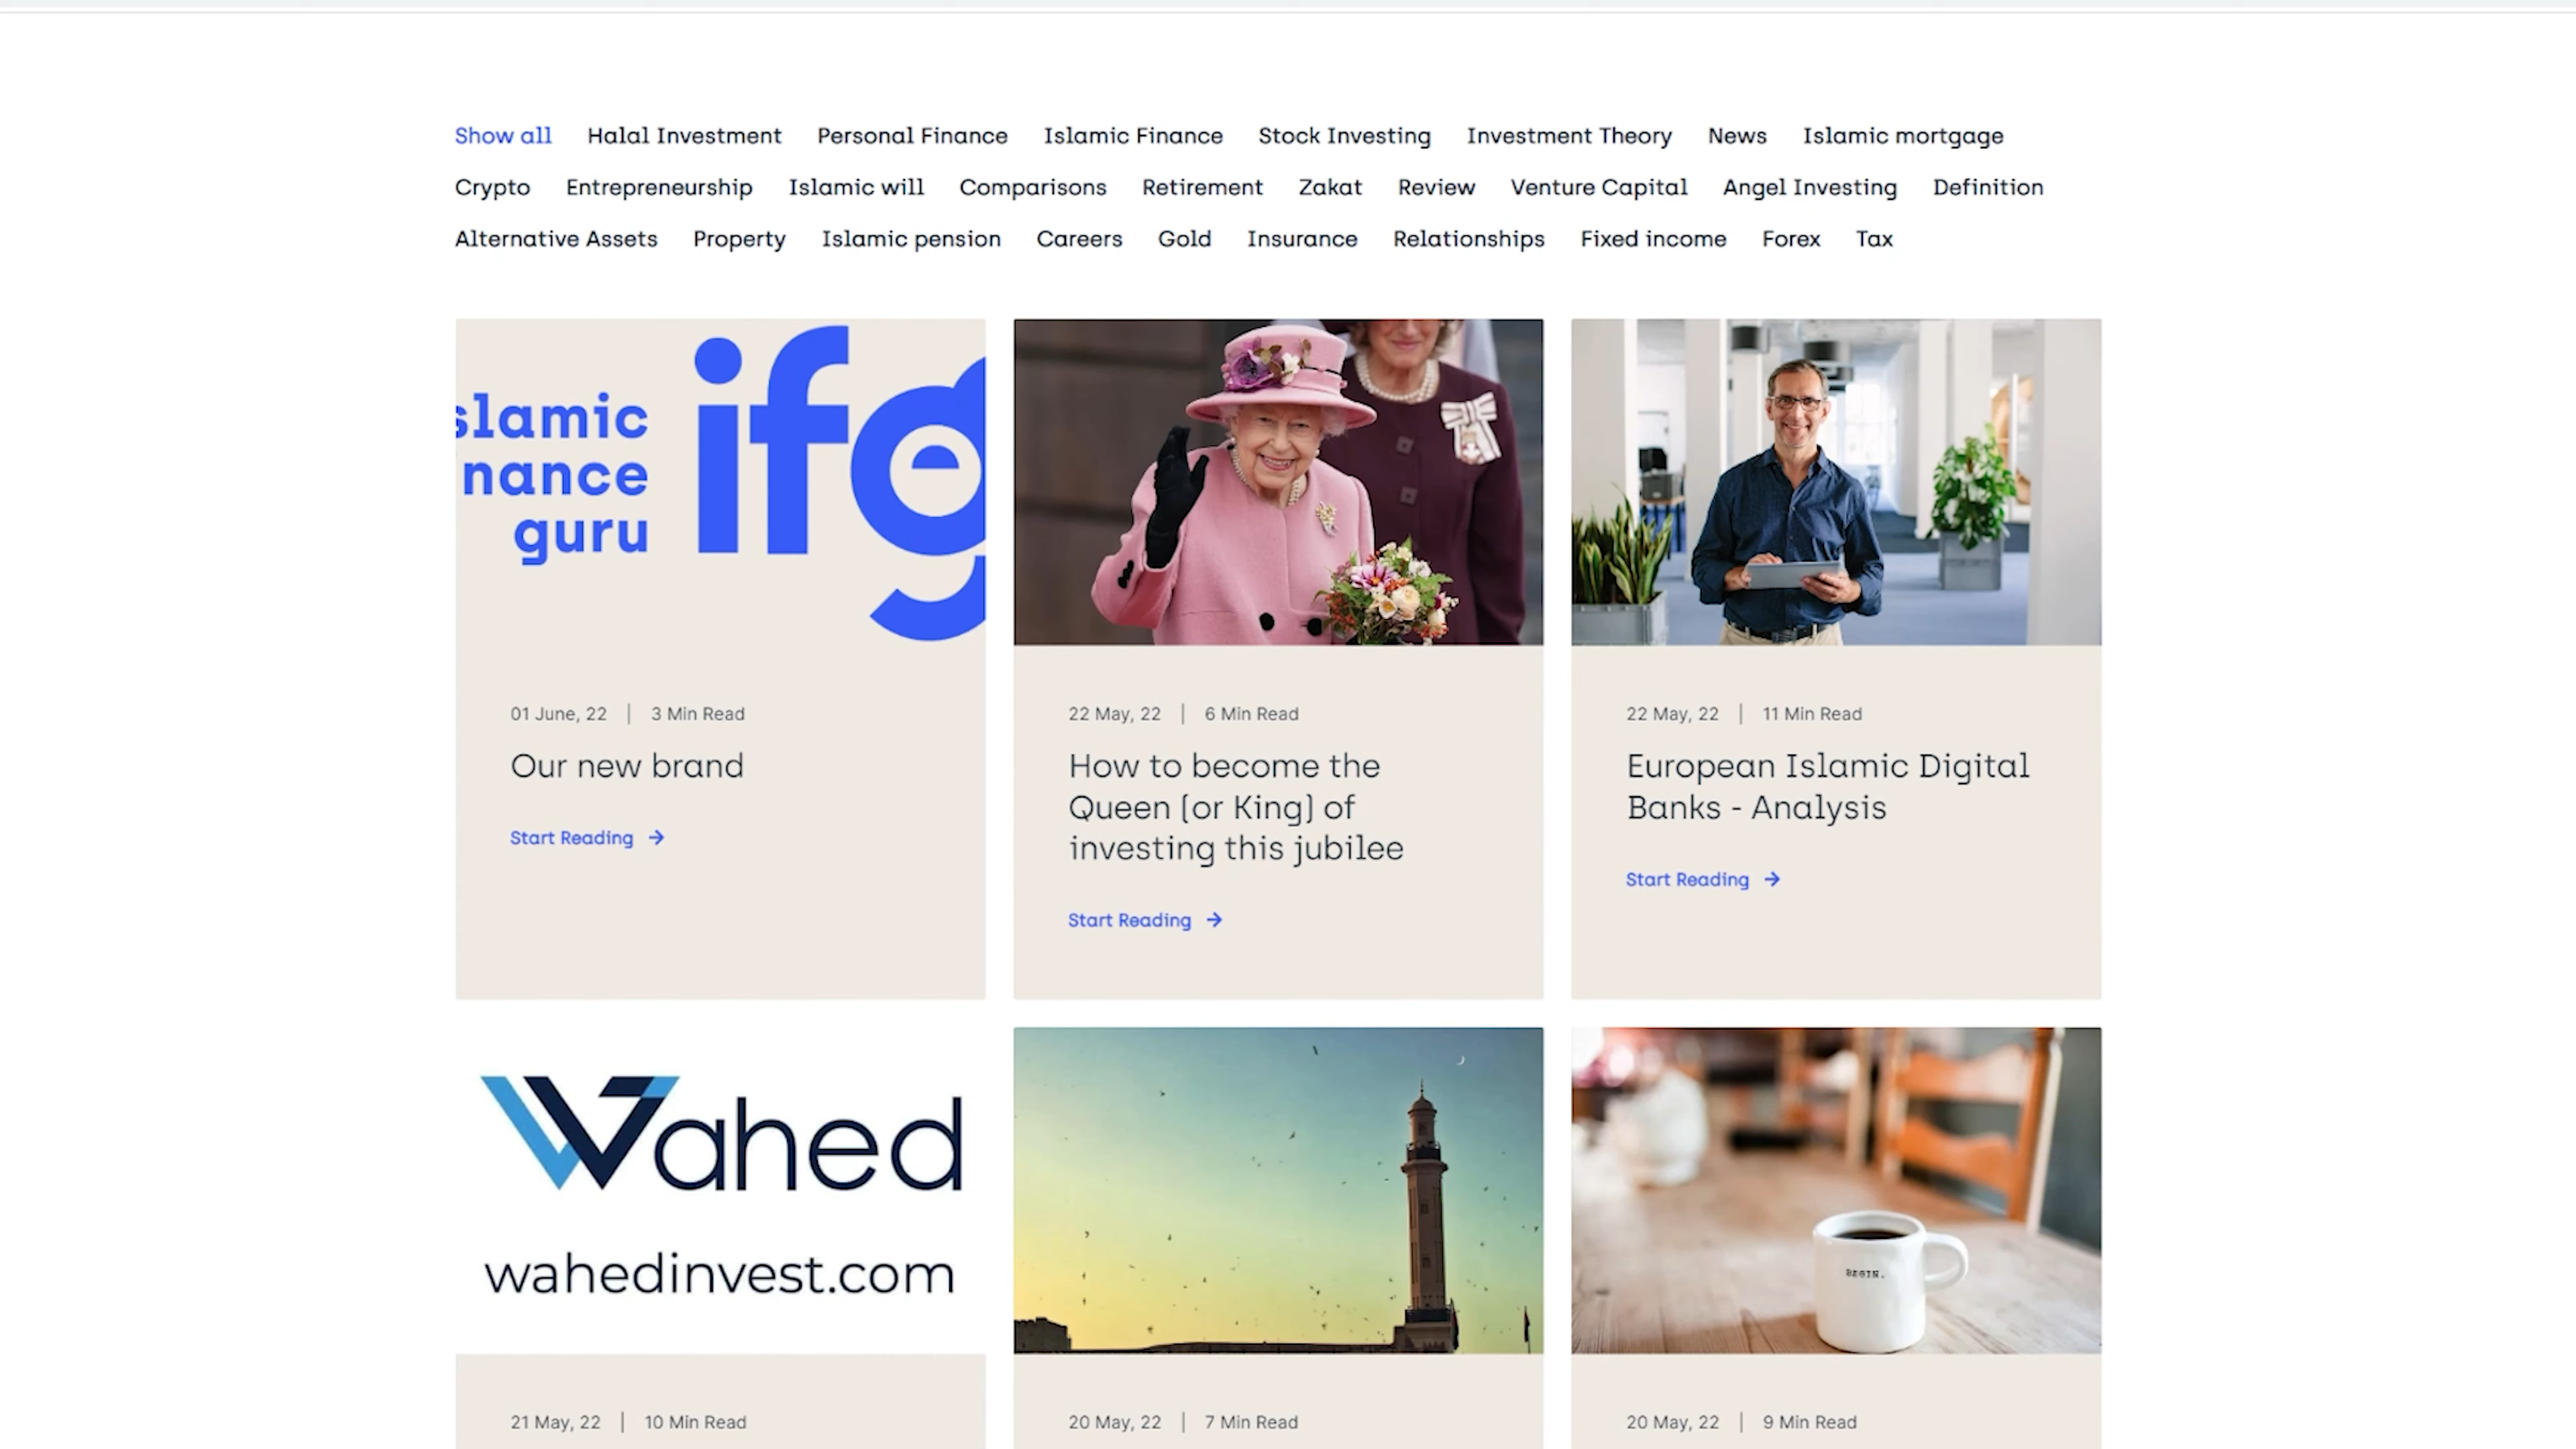 Show all Halal Investment Personal Finance Islamic Finance Stock Investing Investment Theory News Islamic mortgage
Crypto Entrepreneurship Islamic will Comparisons Retirement Zakat Review Venture Capital Angel Investing Definition
Alternative Assets Property Islamic pension Careers Gold Insurance Relationships Fixed income Forex Tax
slamic
nance
guru
ifg
01 June, 22 | 3 Min Read
Our new brand
Start Reading →
22 May, 22 | 6 Min Read
How to become the
Queen (or King) of
investing this jubilee
Start Reading →
22 May, 22 | 11 Min Read
European Islamic Digital
Banks - Analysis
Start Reading →
Wahed
wahedinvest.com
21 May, 22 | 10 Min Read
20 May, 22 | 7 Min Read
BEGIN.
20 May, 22 | 9 Min Read